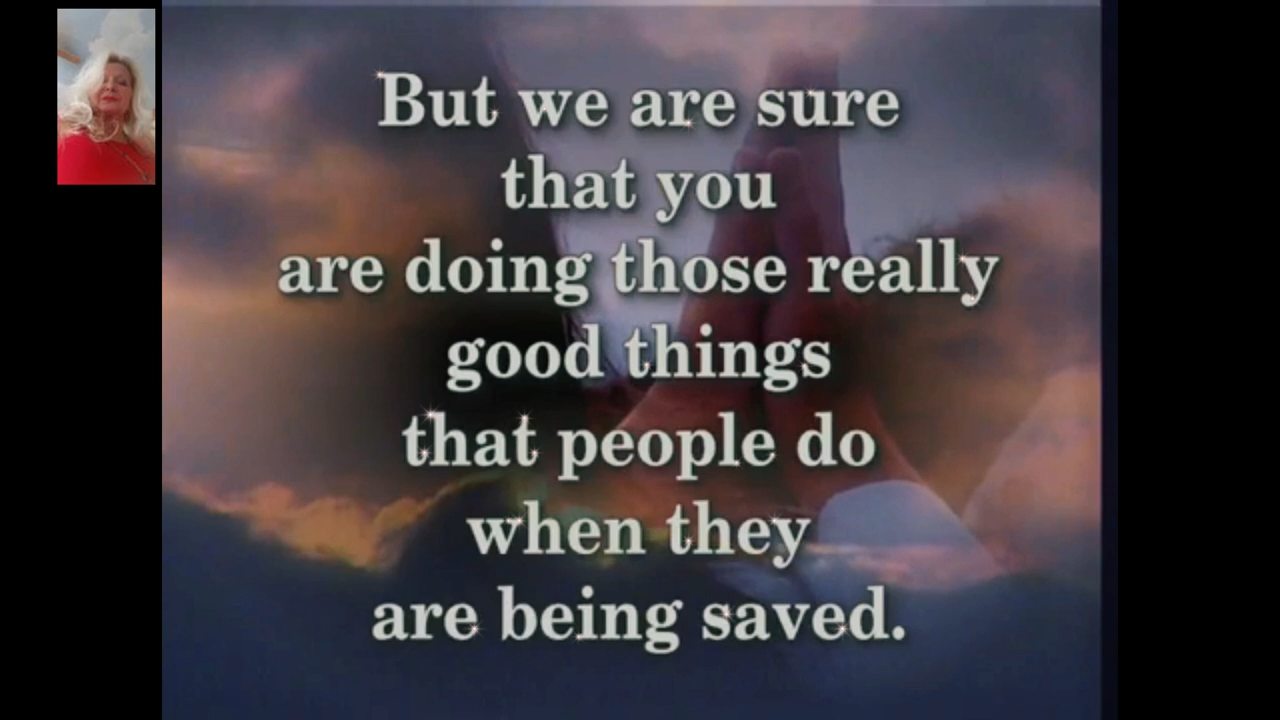 But we are sure
that you
are doing those really
good things
that people do
when they
are being saved.